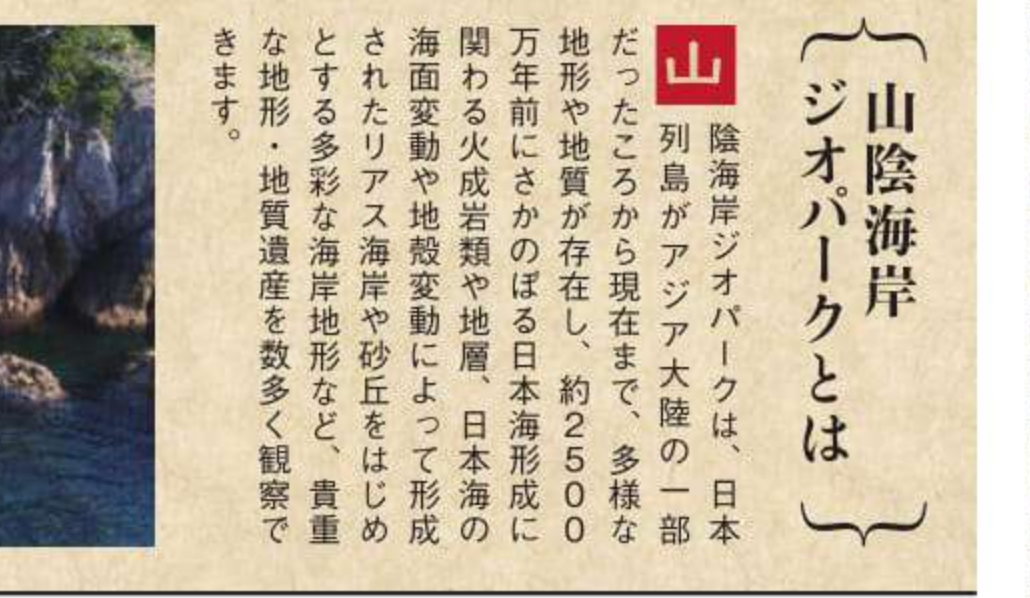 山陰海岸
ジオパークとは
山陰海岸ジオパークは、日本
列島がアジア大陸の一部
だったころから現在まで、多様な
地形や地質が存在し、約2500
万年前にさかのぼる日本海形成に
関わる火成岩類や地層、日本海の
海面変動や地殻変動によって形成
されたリアス海岸や砂丘をはじめ
とする多彩な海岸地形など、貴重
な地形・地質遺産を数多く観察で
きます。